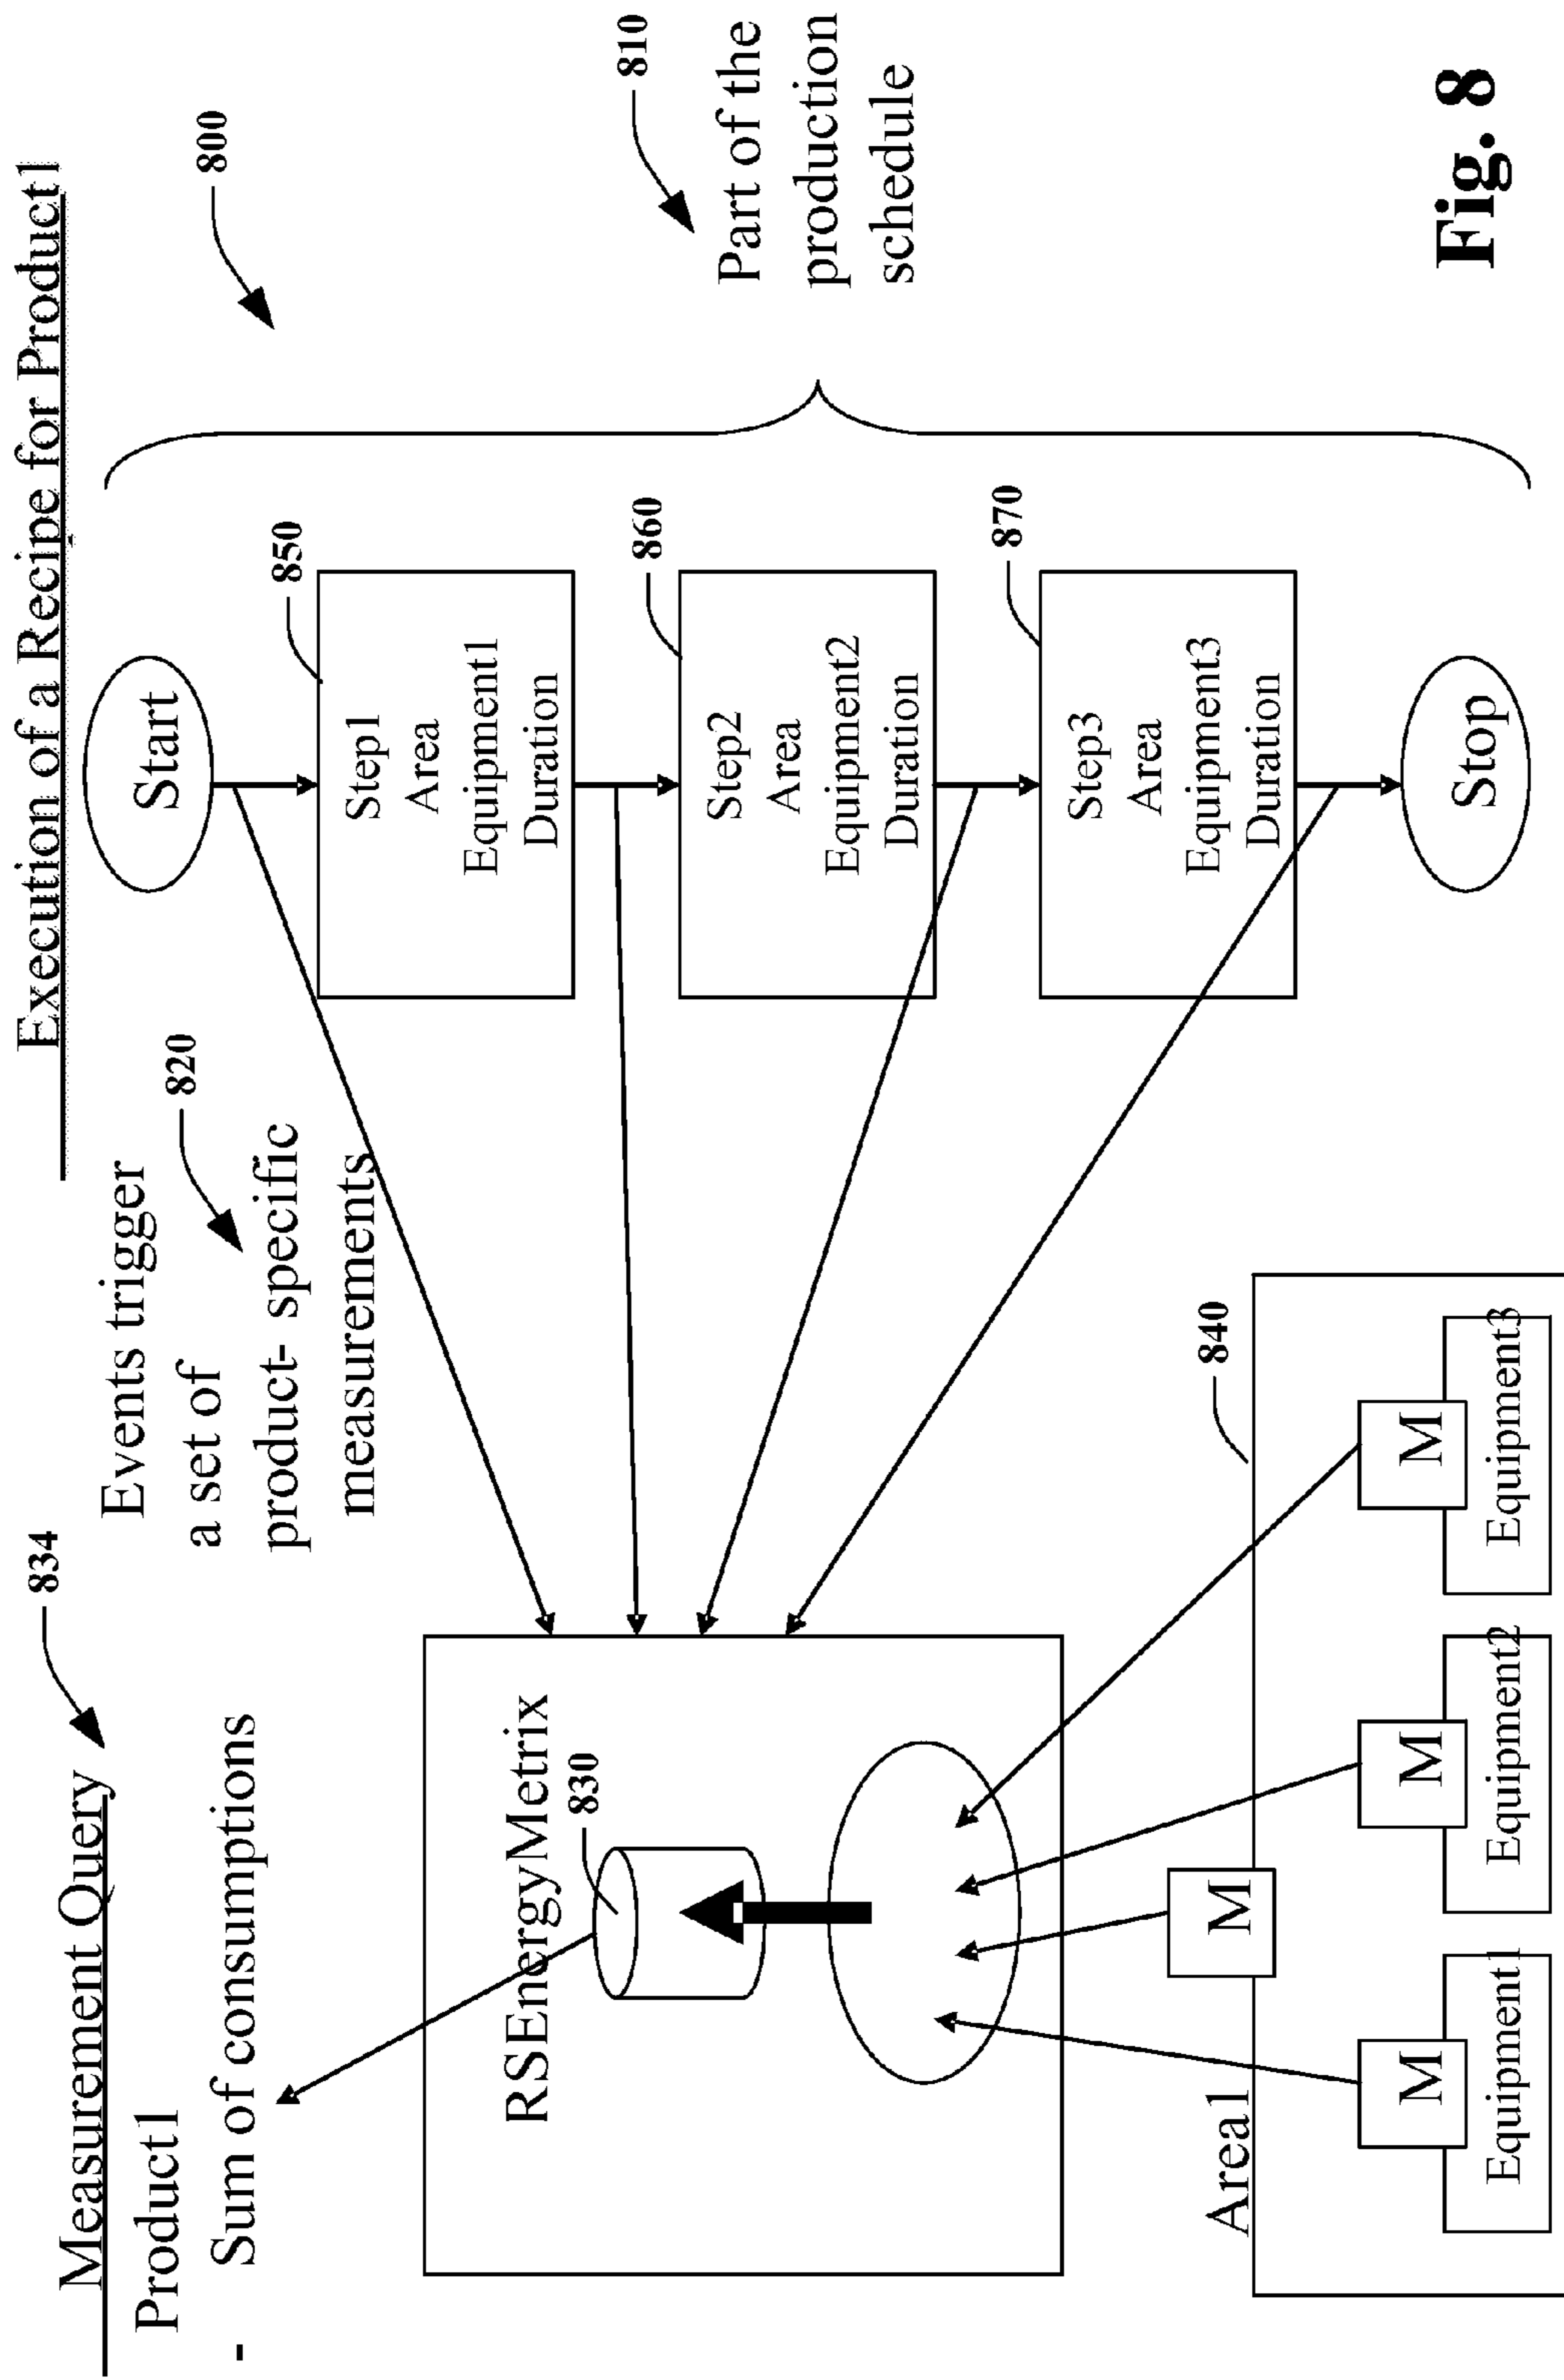 Measurement Query
834
Product1
- Sum of consumptions
Events trigger
a set of
product- specific
measurements
820
Execution of a Recipe for Product1
800
Start
850
Step1
Area
Equipment1
Duration
860
Step2
Area
Equipment2
Duration
870
Step3
Area
Equipment3
Duration
Stop
810
Part of the
production
schedule
RSEnergyMetrix
830
Area1
840
M
M
M
M
Equipment1
Equipment2
Equipment3
Fig. 8